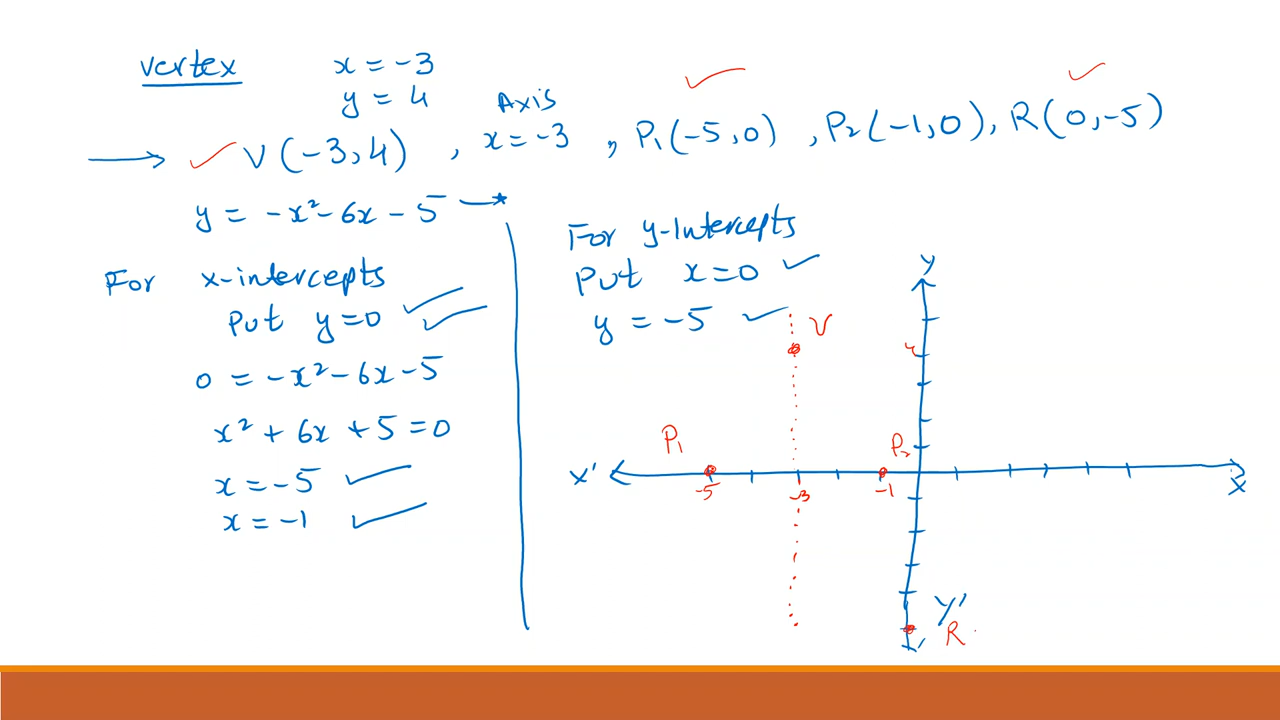 vertex x = -3
y = 4
Axis
V(-3,4) , x = -3 , P₁(-5,0) , P₂(-1,0), R(0,-5)
y = -x² - 6x - 5
For x-intercepts
Put y=0
0 = -x² - 6x - 5
x² + 6x + 5 = 0
x = -5
x = -1
For y-Intercepts
Put x=0
y = -5
Y
V
4
P₁
P₂
X'
-5
-3
-1
X
Y'
R